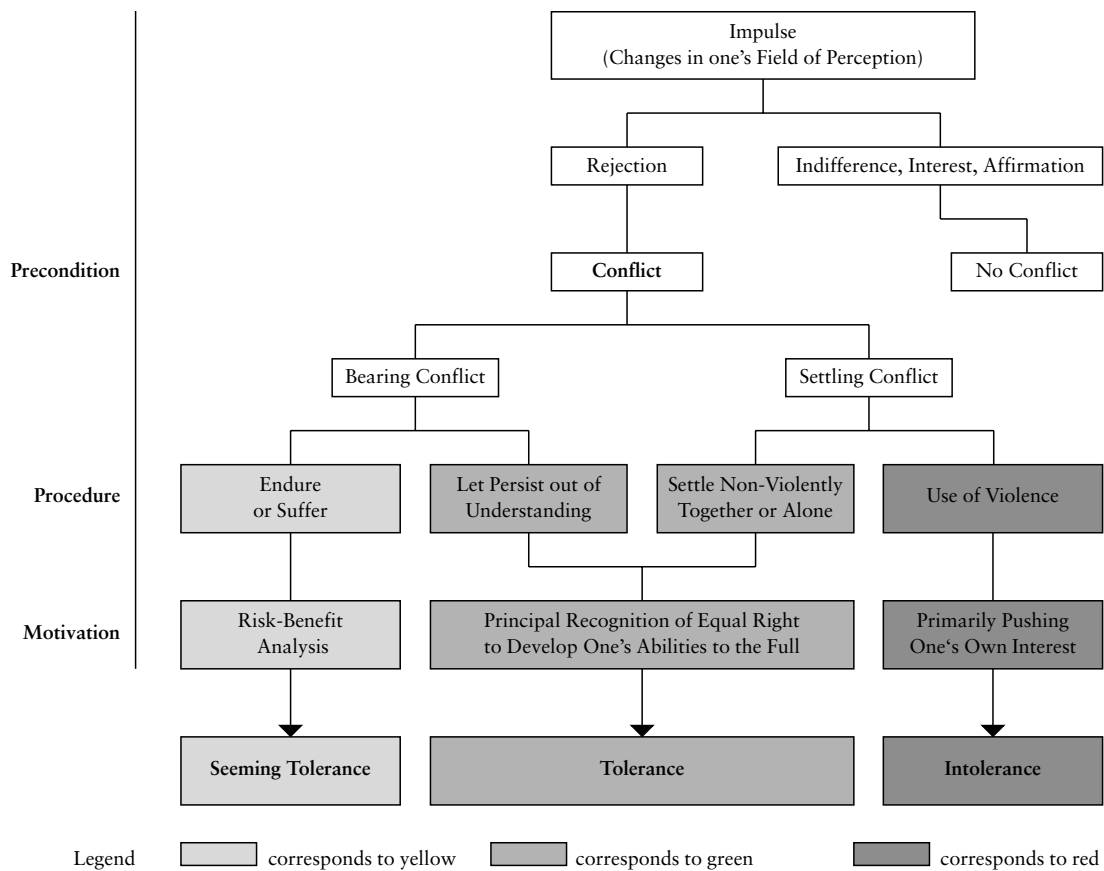 Impulse
(Changes in one’s Field of Perception)
Rejection
Indifference, Interest, Affirmation
Precondition
Conflict
No Conflict
Bearing Conflict
Settling Conflict
Procedure
Endure
or Suffer
Let Persist out of
Understanding
Settle Non-Violently
Together or Alone
Use of Violence
Motivation
Risk-Benefit
Analysis
Principal Recognition of Equal Right
to Develop One’s Abilities to the Full
Primarily Pushing
One‘s Own Interest
Seeming Tolerance
Tolerance
Intolerance
Legend
corresponds to yellow
corresponds to green
corresponds to red